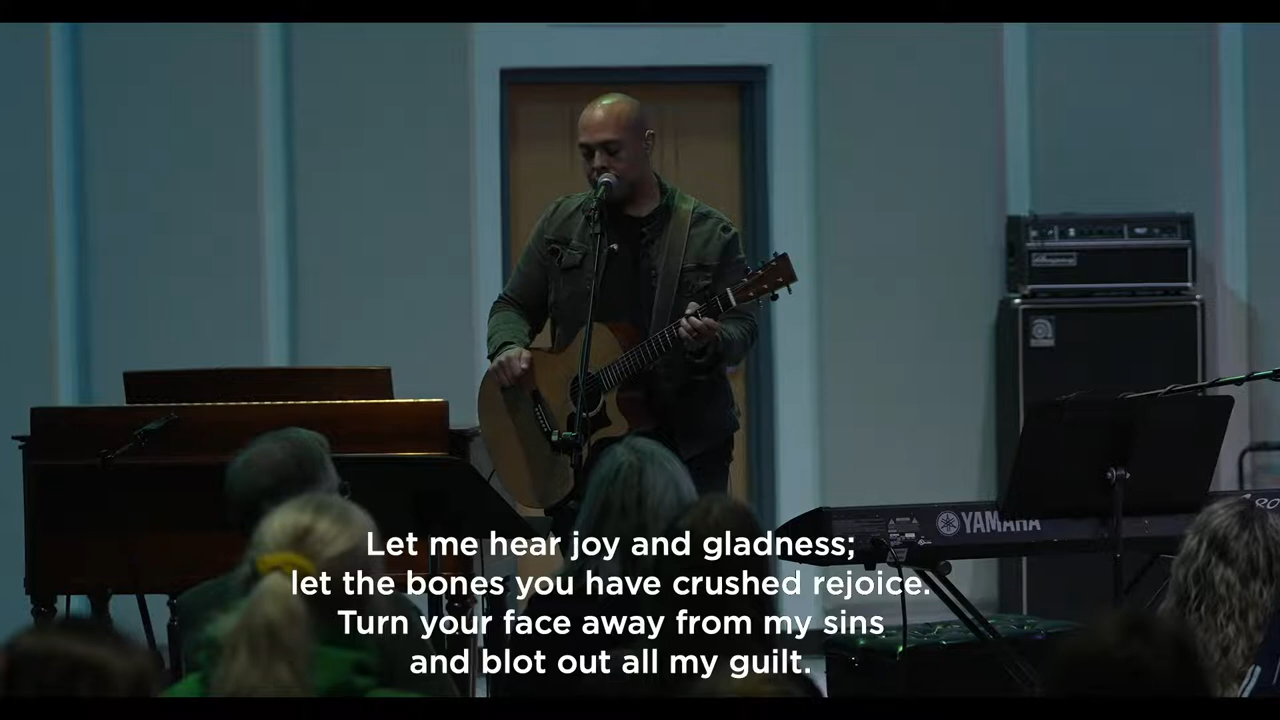 Ampeg
YAMAHA
Let me hear joy and gladness;
let the bones you have crushed rejoice.
Turn your face away from my sins
and blot out all my guilt.